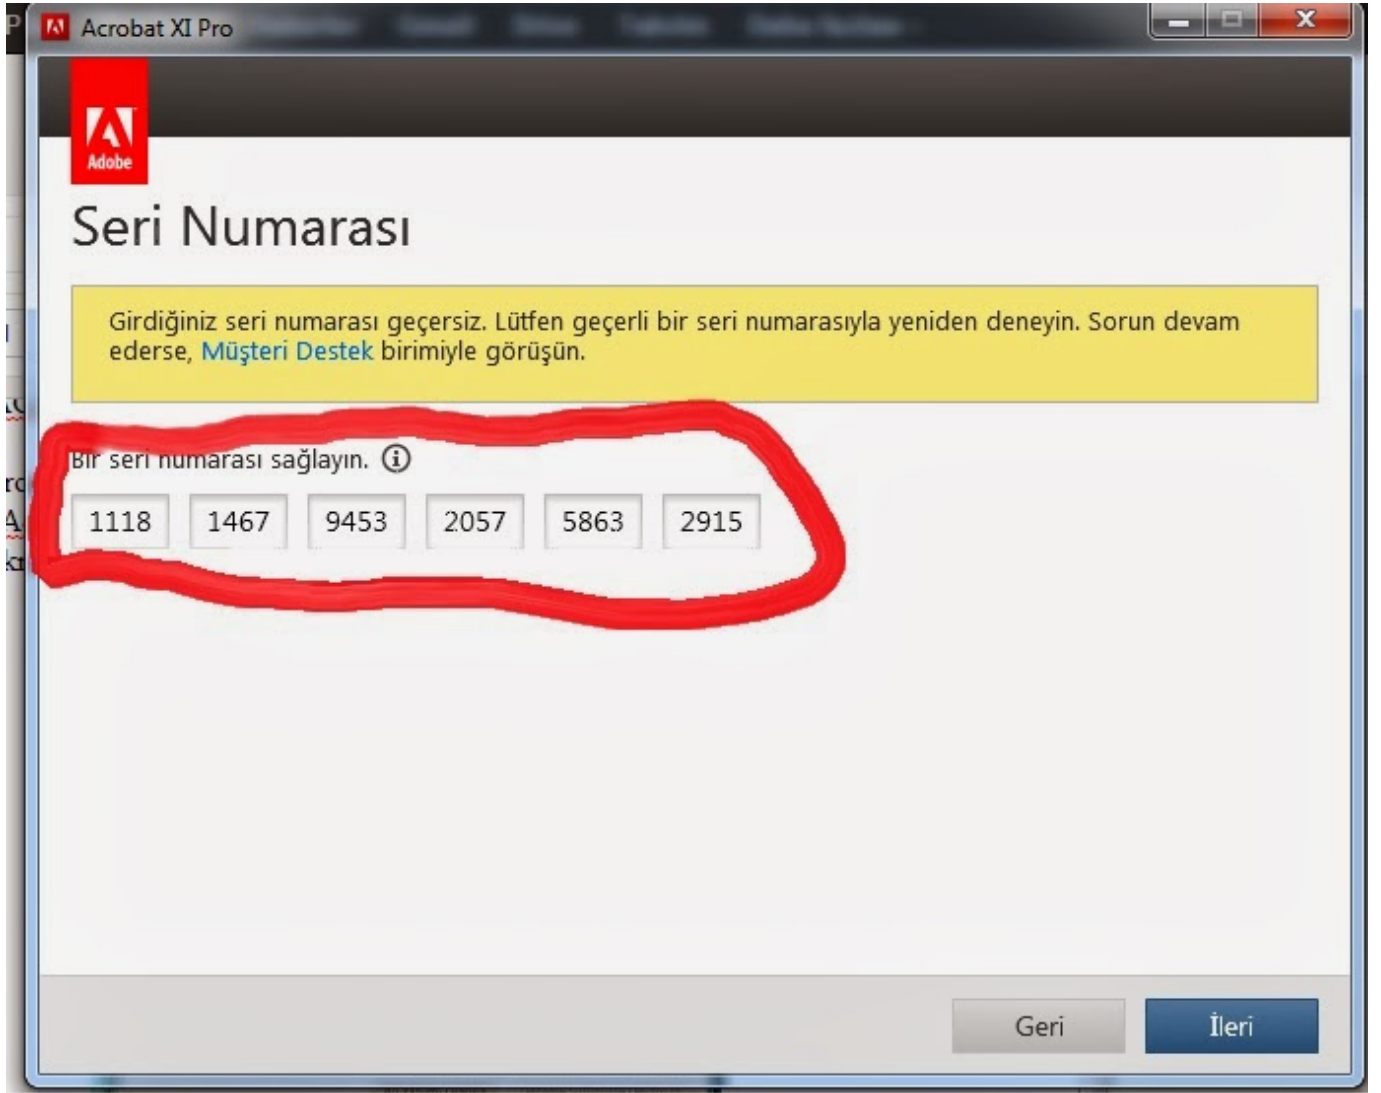 Acrobat XI Pro
Adobe
Seri Numarası
Girdiğiniz seri numarası geçersiz. Lütfen geçerli bir seri numarasıyla yeniden deneyin. Sorun devam
ederse, Müşteri Destek birimiyle görüşün.
Bir seri numarası sağlayın.
1118 1467 9453 2057 5863 2915
Geri İleri